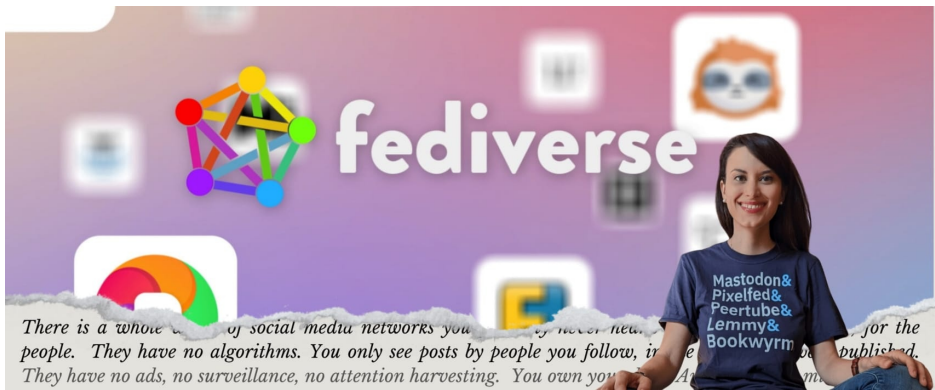 fediverse
Mastodon&
Pixelfed&
Peertube&
Lemmy&
Bookwyrm
There is a whole of social media networks you for the
people. They have no algorithms. You only see posts by people you follow, published.
They have no ads, no surveillance, no attention harvesting. You own